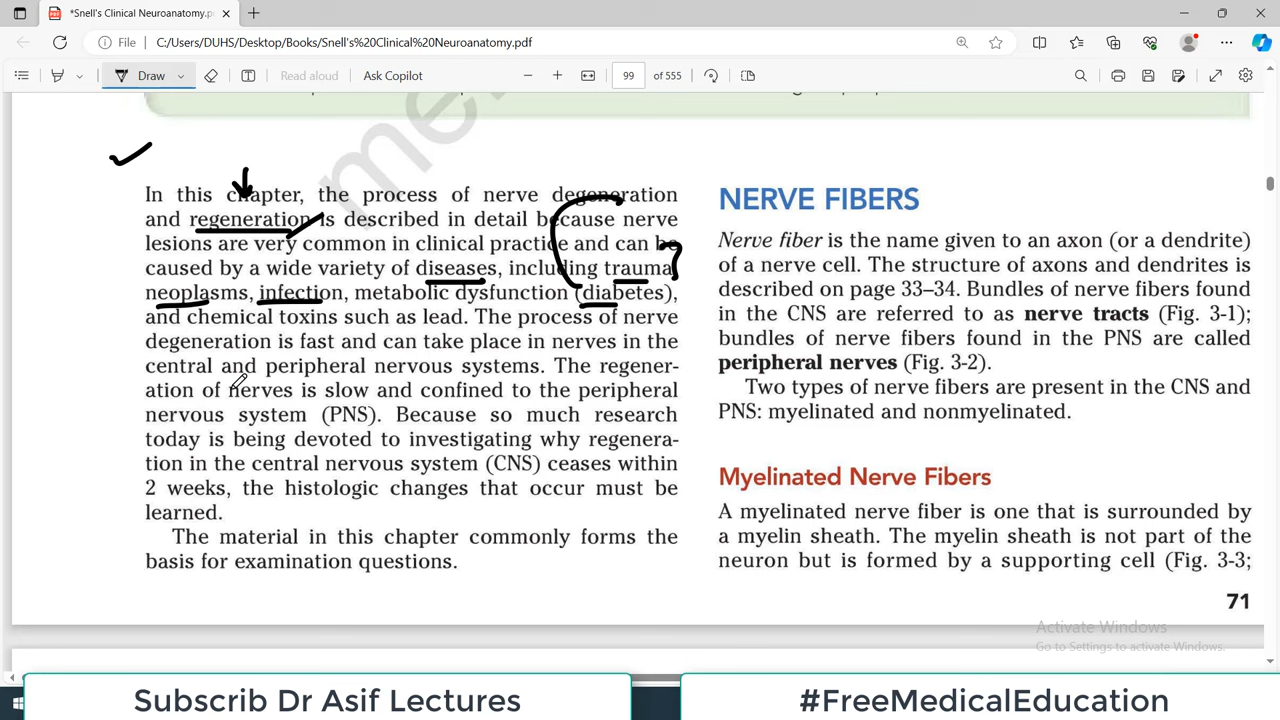 *Snell's Clinical Neuroanatomy.pd
File
C:/Users/DUHS/Desktop/Books/Snell's%20Clinical%20Neuroanatomy.pdf
Draw
Read aloud
Ask Copilot
99
of 555
In this chapter, the process of nerve degeneration
and regeneration is described in detail because nerve
lesions are very common in clinical practice and can be
caused by a wide variety of diseases, including trauma,
neoplasms, infection, metabolic dysfunction (diabetes),
and chemical toxins such as lead. The process of nerve
degeneration is fast and can take place in nerves in the
central and peripheral nervous systems. The regener-
ation of nerves is slow and confined to the peripheral
nervous system (PNS). Because so much research
today is being devoted to investigating why regenera-
tion in the central nervous system (CNS) ceases within
2 weeks, the histologic changes that occur must be
learned.
The material in this chapter commonly forms the
basis for examination questions.
NERVE FIBERS
Nerve fiber is the name given to an axon (or a dendrite)
of a nerve cell. The structure of axons and dendrites is
described on page 33–34. Bundles of nerve fibers found
in the CNS are referred to as nerve tracts (Fig. 3-1);
bundles of nerve fibers found in the PNS are called
peripheral nerves (Fig. 3-2).
Two types of nerve fibers are present in the CNS and
PNS: myelinated and nonmyelinated.
Myelinated Nerve Fibers
A myelinated nerve fiber is one that is surrounded by
a myelin sheath. The myelin sheath is not part of the
neuron but is formed by a supporting cell (Fig. 3-3;
71
Activate Windows
Go to Settings to activate Windows.
Subscrib Dr Asif Lectures
#FreeMedicalEducation